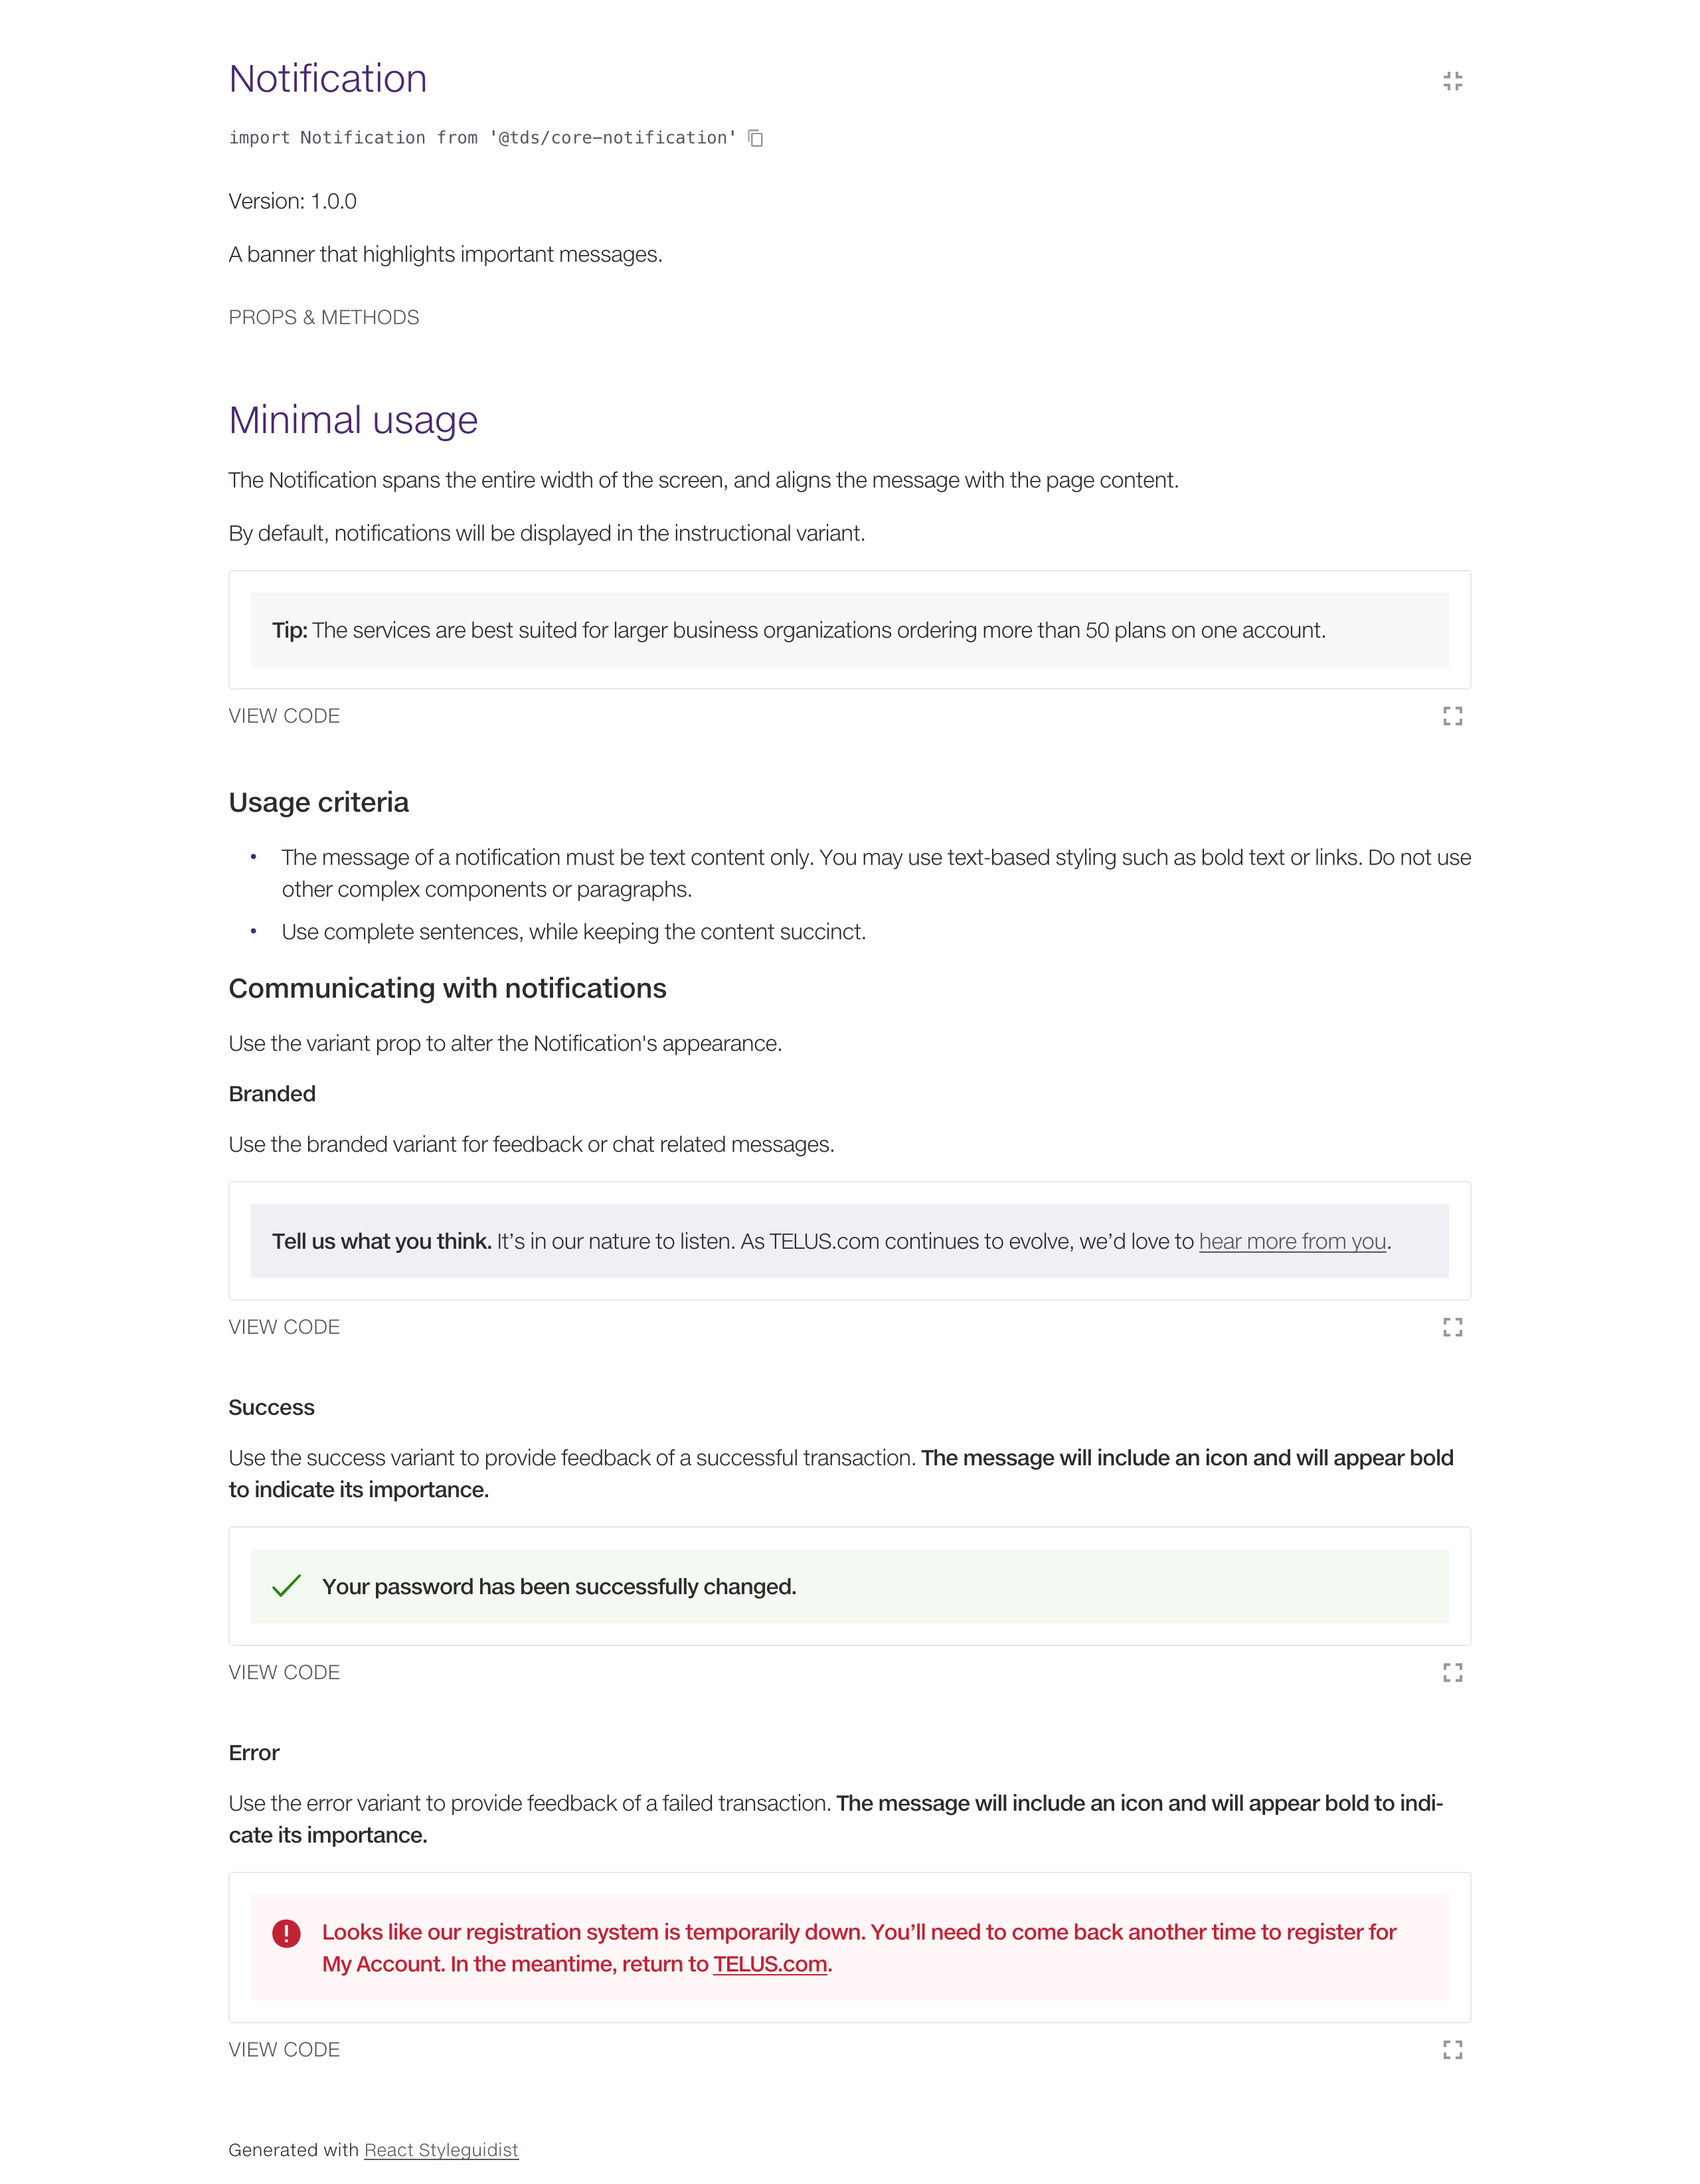 Notification
import Notification from '@tds/core-notification'
Version: 1.0.0
A banner that highlights important messages.
PROPS & METHODS
Minimal usage
The Notification spans the entire width of the screen, and aligns the message with the page content.
By default, notifications will be displayed in the instructional variant.
Tip: The services are best suited for larger business organizations ordering more than 50 plans on one account.
VIEW CODE
Usage criteria
• The message of a notification must be text content only. You may use text-based styling such as bold text or links. Do not use
other complex components or paragraphs.
• Use complete sentences, while keeping the content succinct.
Communicating with notifications
Use the variant prop to alter the Notification's appearance.
Branded
Use the branded variant for feedback or chat related messages.
Tell us what you think. It’s in our nature to listen. As TELUS.com continues to evolve, we’d love to hear more from you.
VIEW CODE
Success
Use the success variant to provide feedback of a successful transaction. The message will include an icon and will appear bold
to indicate its importance.
Your password has been successfully changed.
VIEW CODE
Error
Use the error variant to provide feedback of a failed transaction. The message will include an icon and will appear bold to indi-
cate its importance.
Looks like our registration system is temporarily down. You’ll need to come back another time to register for
My Account. In the meantime, return to TELUS.com.
VIEW CODE
Generated with React Styleguidist